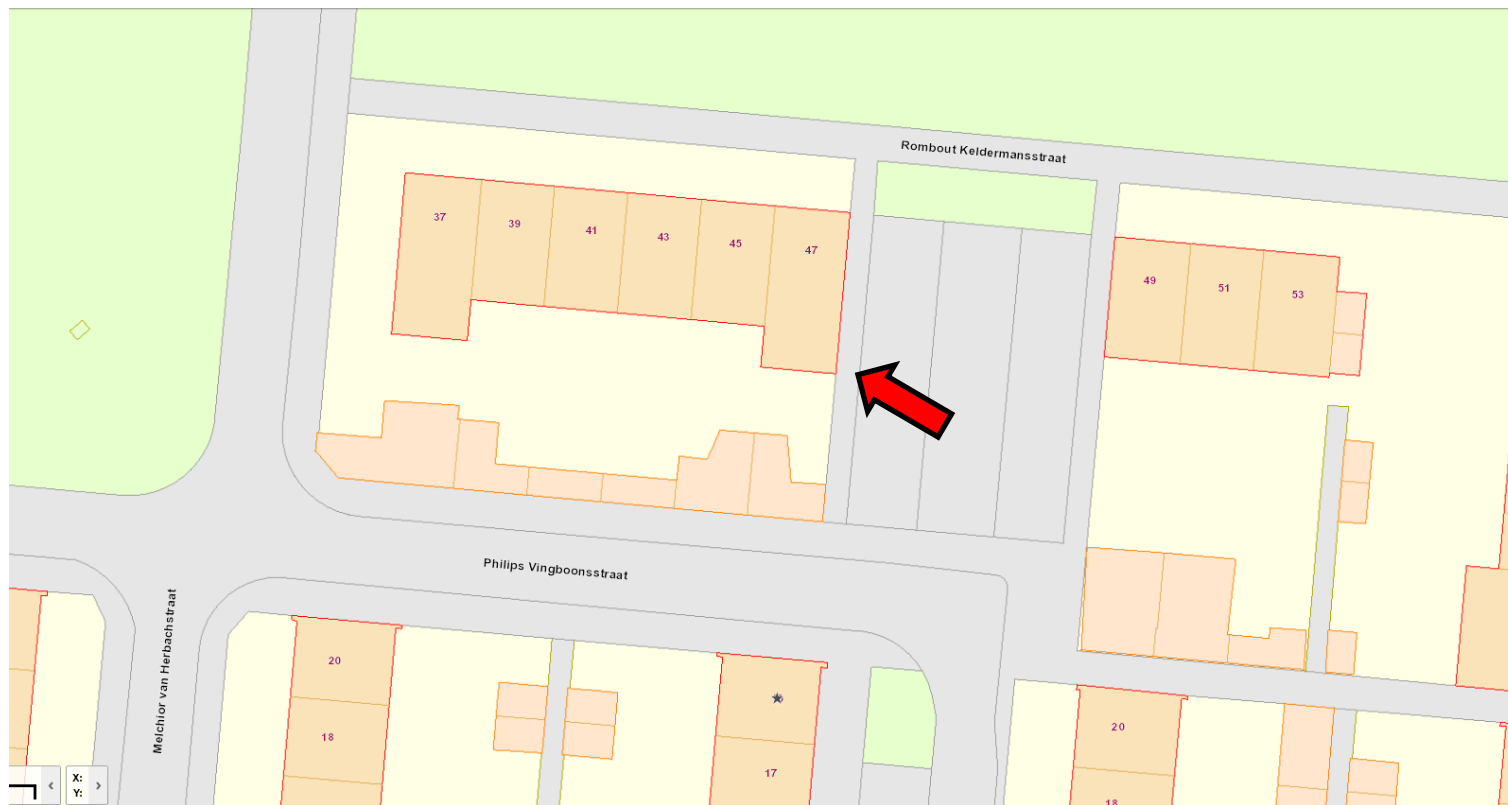 Rombout Keldermansstraat
37
39
41
43
45
47
49
51
53
Philips Vingboonsstraat
Melchior van Herbachstraat
20
18
17
20
18
X:
Y: